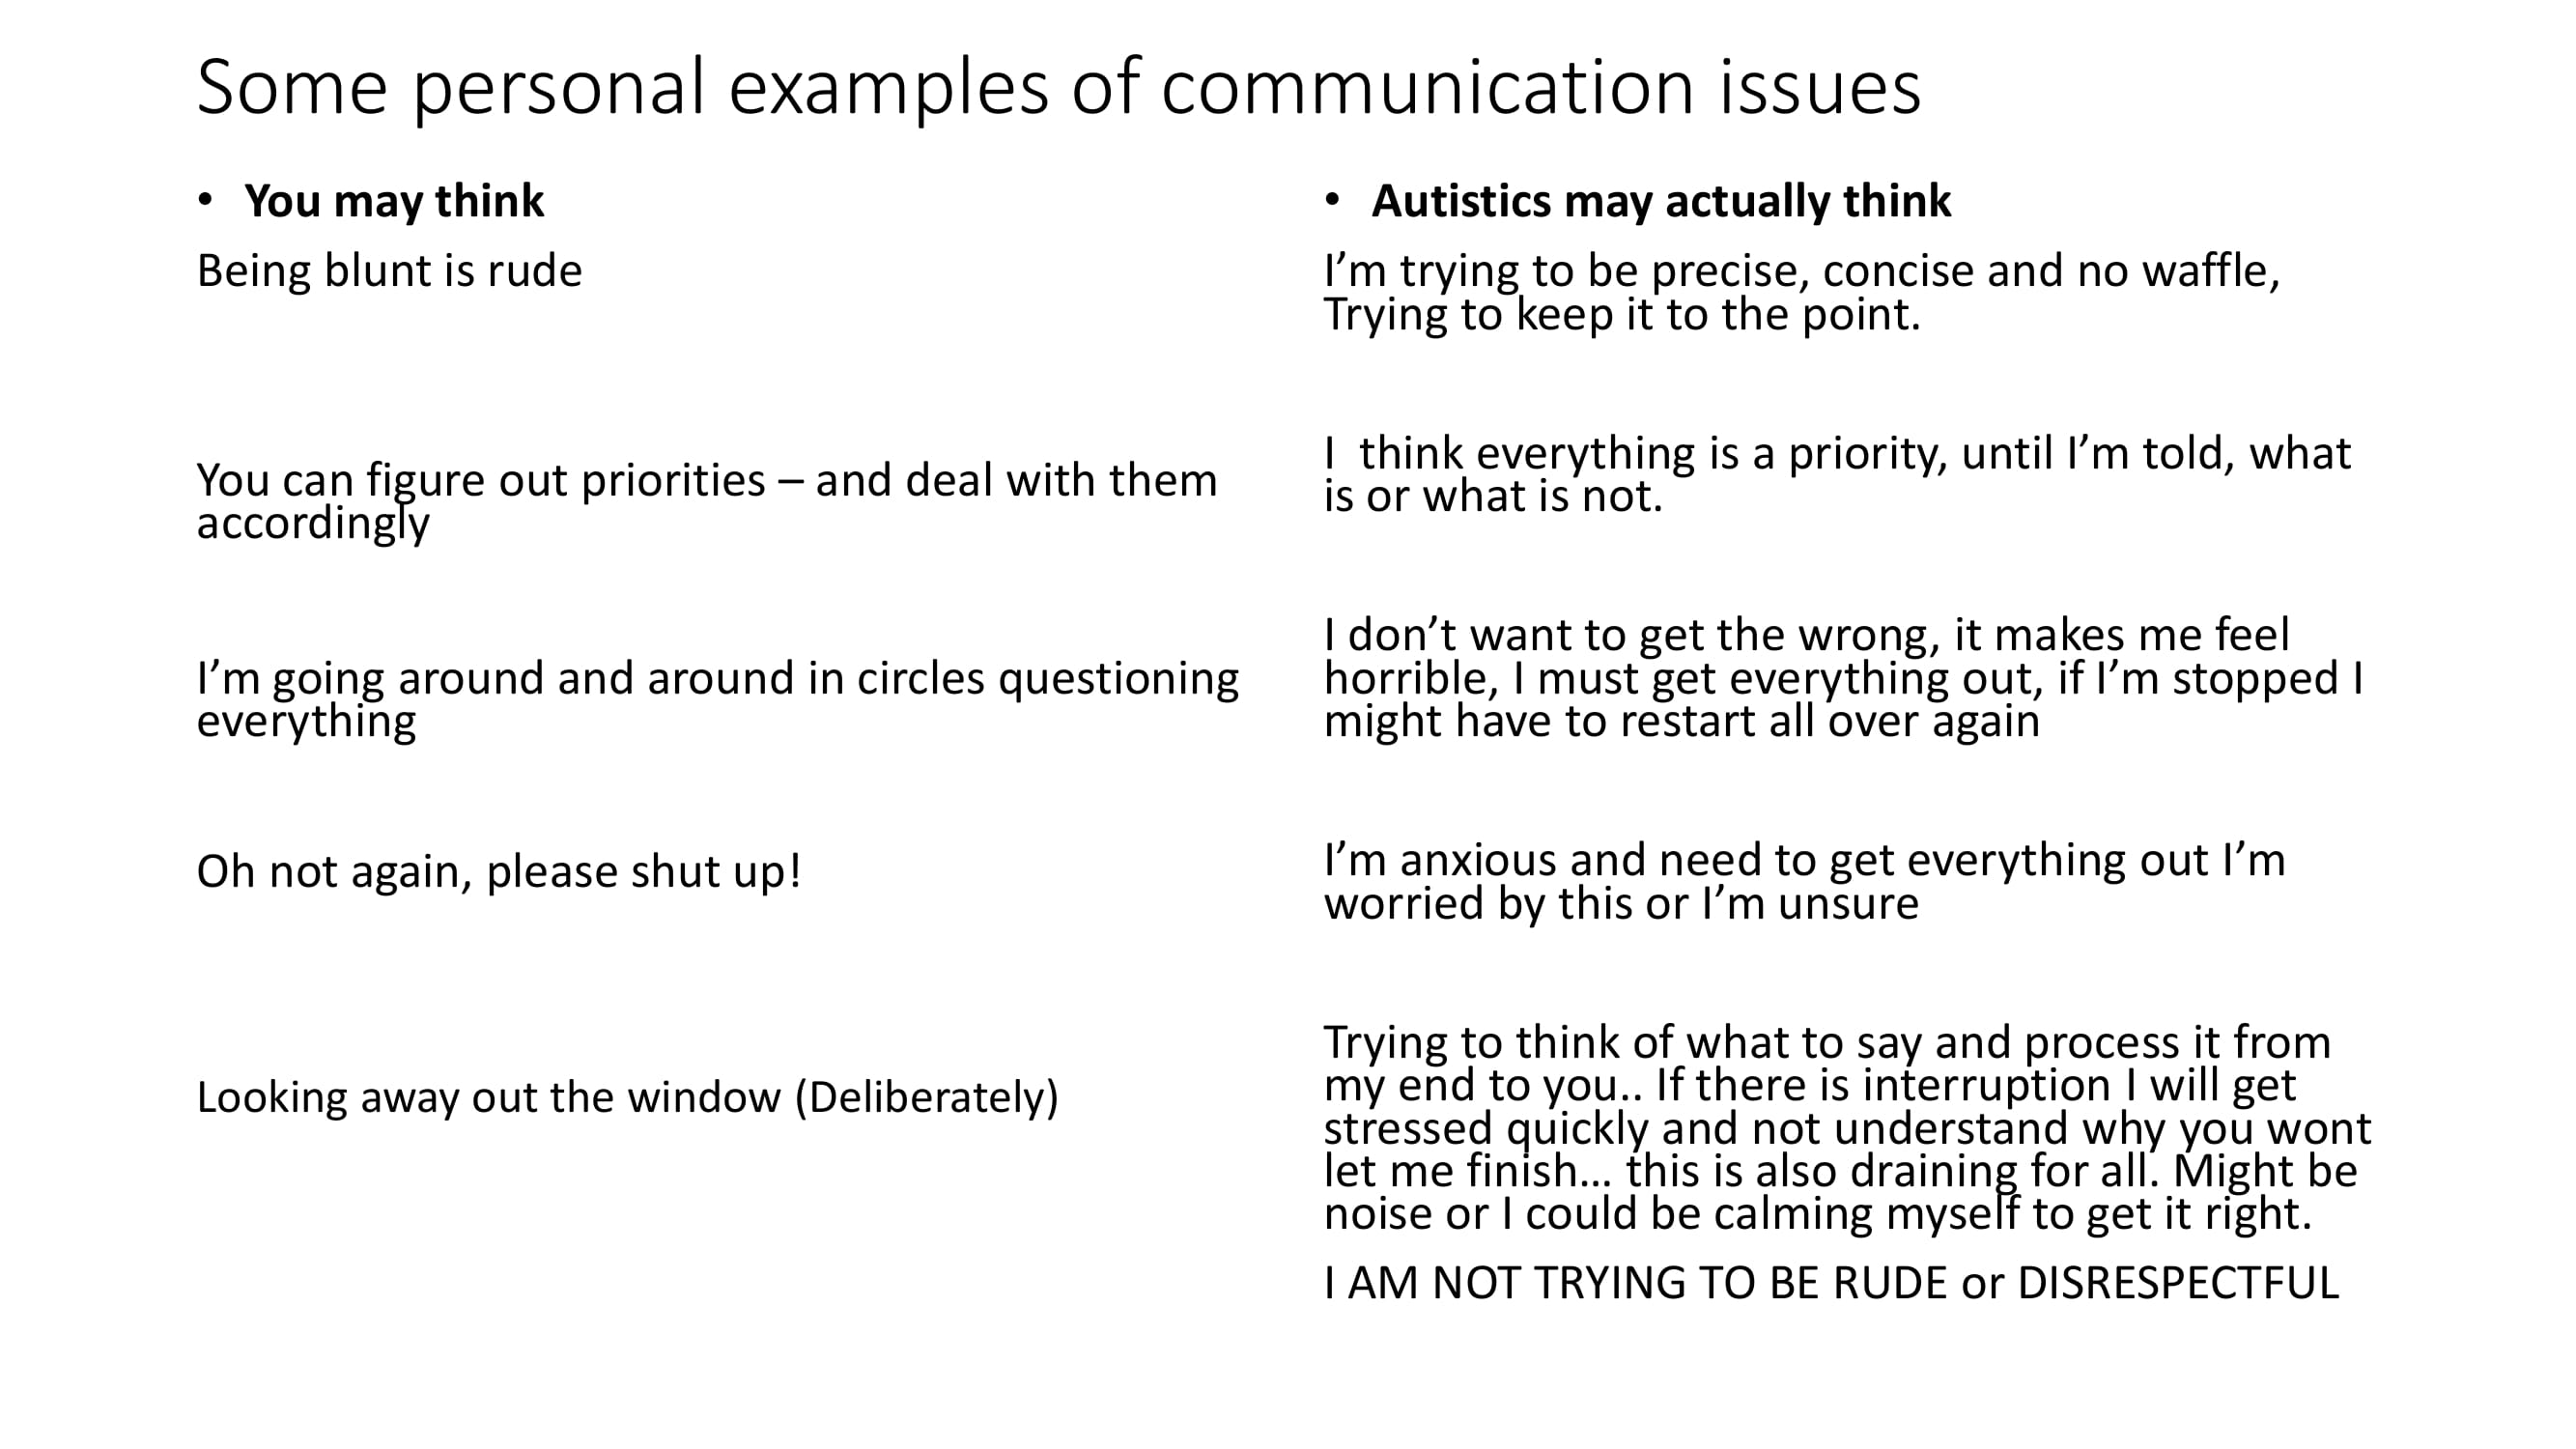 Some personal examples of communication issues
• You may think
Being blunt is rude
You can figure out priorities – and deal with them
accordingly
I’m going around and around in circles questioning
everything
Oh not again, please shut up!
Looking away out the window (Deliberately)
• Autistics may actually think
I’m trying to be precise, concise and no waffle,
Trying to keep it to the point.
I  think everything is a priority, until I’m told, what
is or what is not.
I don’t want to get the wrong, it makes me feel
horrible, I must get everything out, if I’m stopped I
might have to restart all over again
I’m anxious and need to get everything out I’m
worried by this or I’m unsure
Trying to think of what to say and process it from
my end to you.. If there is interruption I will get
stressed quickly and not understand why you wont
let me finish… this is also draining for all. Might be
noise or I could be calming myself to get it right.
I AM NOT TRYING TO BE RUDE or DISRESPECTFUL